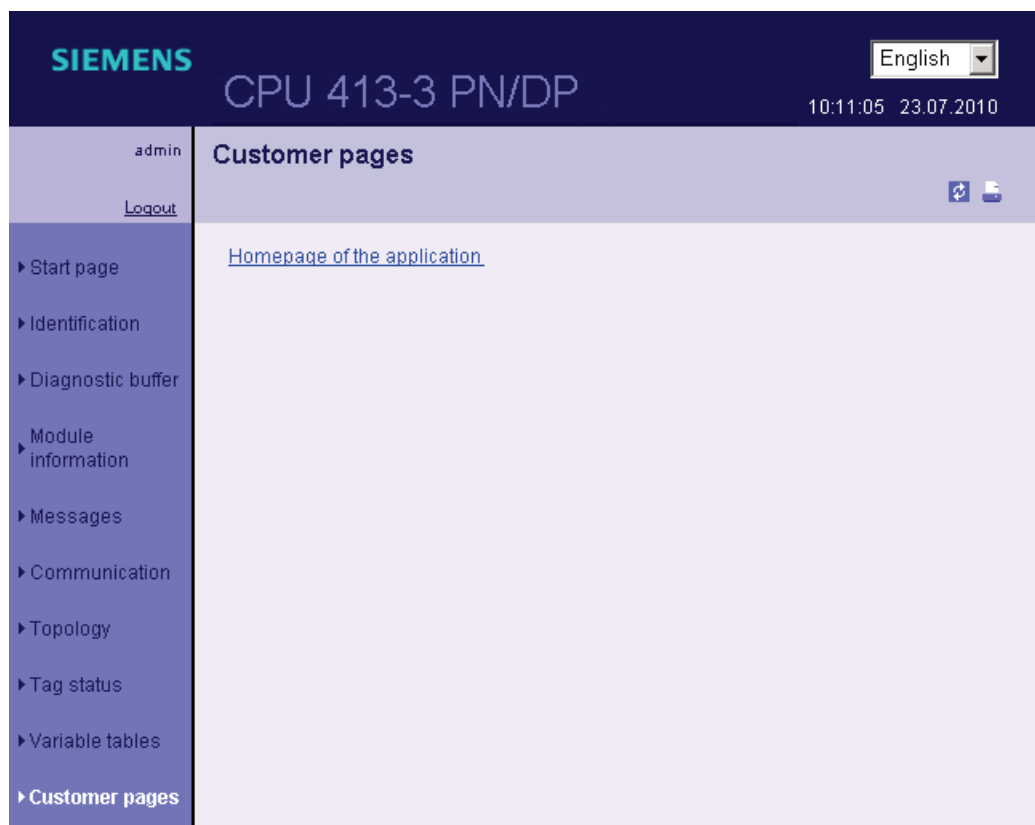 SIEMENS
CPU 413-3 PN/DP
English
10:11:05 23.07.2010
admin
Logout
Customer pages
Homepage of the application
Start page
Identification
Diagnostic buffer
Module
information
Messages
Communication
Topology
Tag status
Variable tables
Customer pages